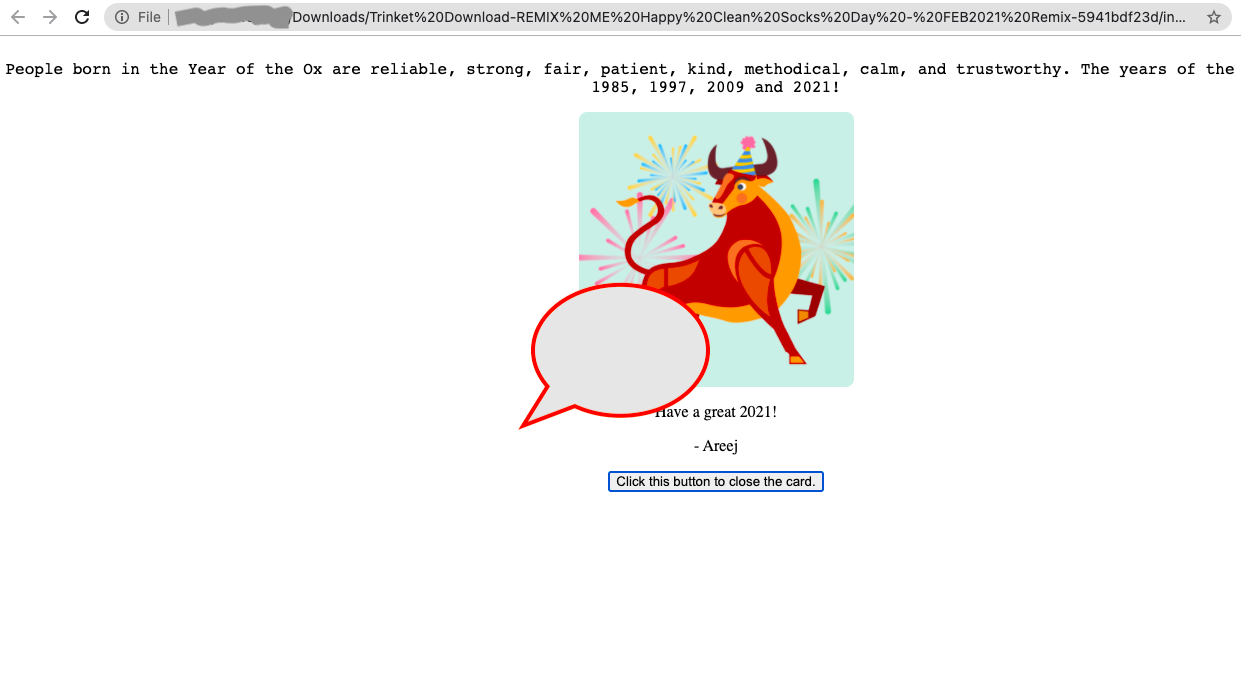 File
/Downloads/Trinket%20Download-REMIX%20ME%20Happy%20Clean%20Socks%20Day%20-%20FEB2021%20Remix-5941bdf23d/in...
People born in the Year of the Ox are reliable, strong, fair, patient, kind, methodical, calm, and trustworthy. The years of the
1985, 1997, 2009 and 2021!
Have a great 2021!
- Areej
Click this button to close the card.